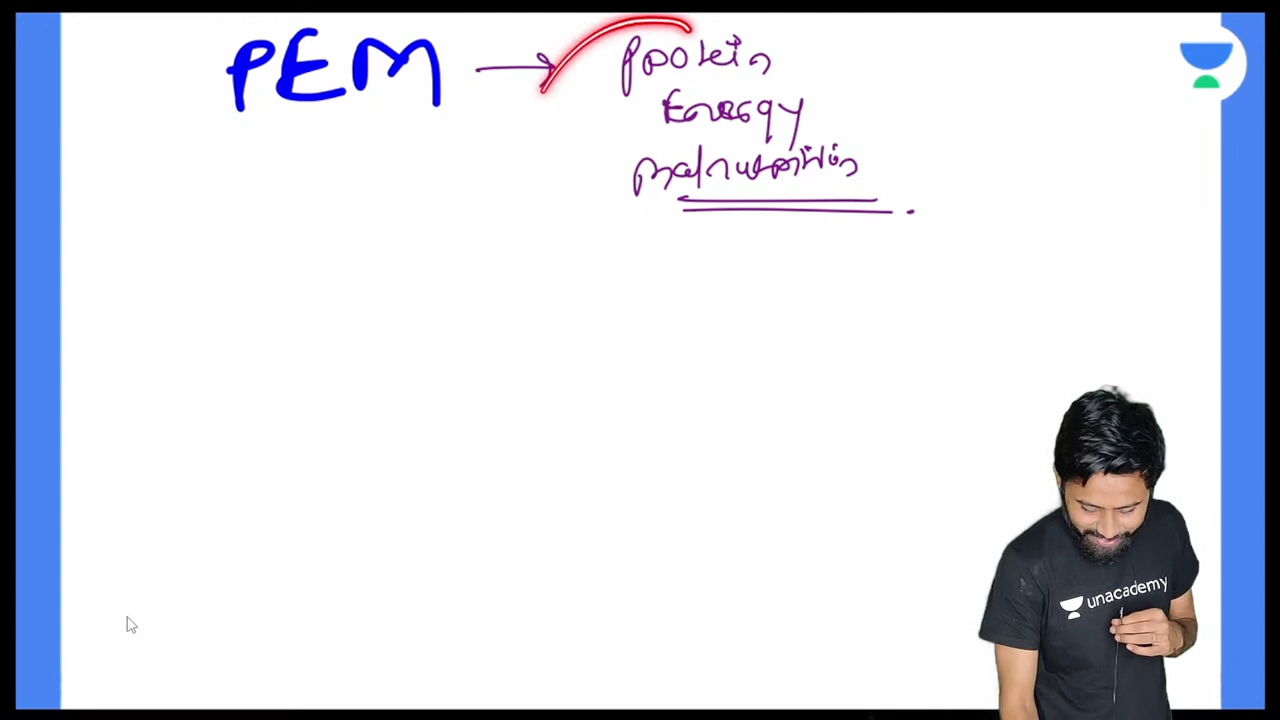 PEM → Protein
Energy
Malnutrition
unacademy